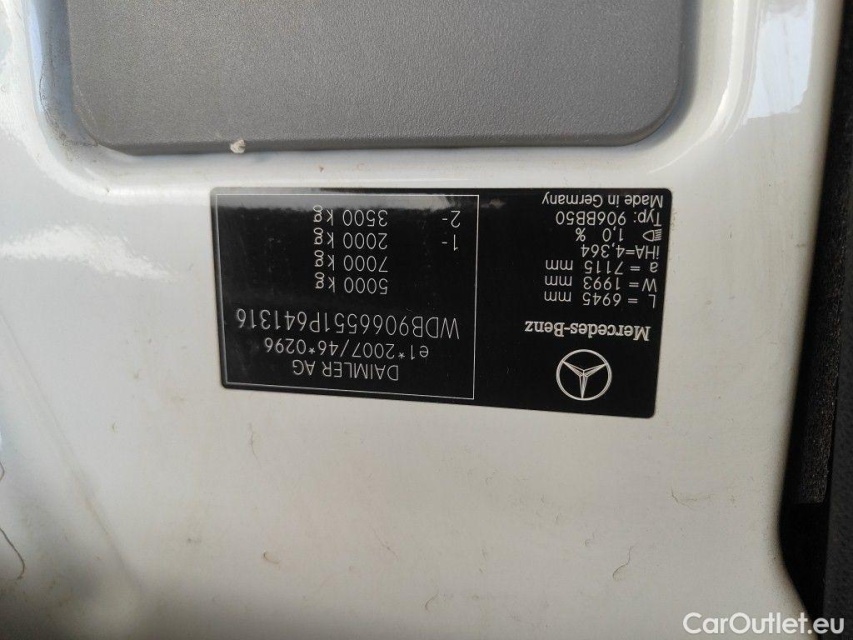 Mercedes-Benz
L = 6945 mm
W = 1993 mm
a = 7115 mm
iHA=4,364
1,0 %
Typ: 906BB50
Made in Germany
DAIMLER AG
e1*2007/46*0296
WDB9066551P641316
5000 kg
7000 kg
1- 2000 kg
2- 3500 kg
CarOutlet.eu